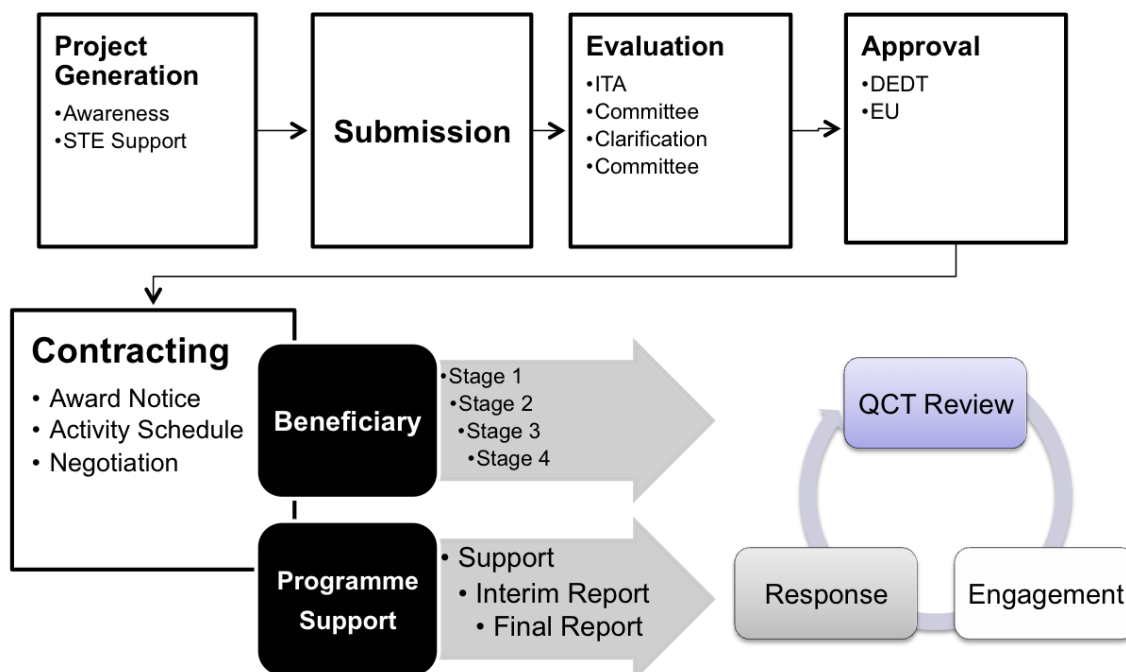 Project
Generation
•Awareness
•STE Support
Submission
Evaluation
•ITA
•Committee
•Clarification
•Committee
Approval
•DEDT
•EU
Contracting
• Award Notice
• Activity Schedule
• Negotiation
Beneficiary
•Stage 1
•Stage 2
•Stage 3
•Stage 4
Programme
Support
• Support
• Interim Report
• Final Report
QCT Review
Response
Engagement